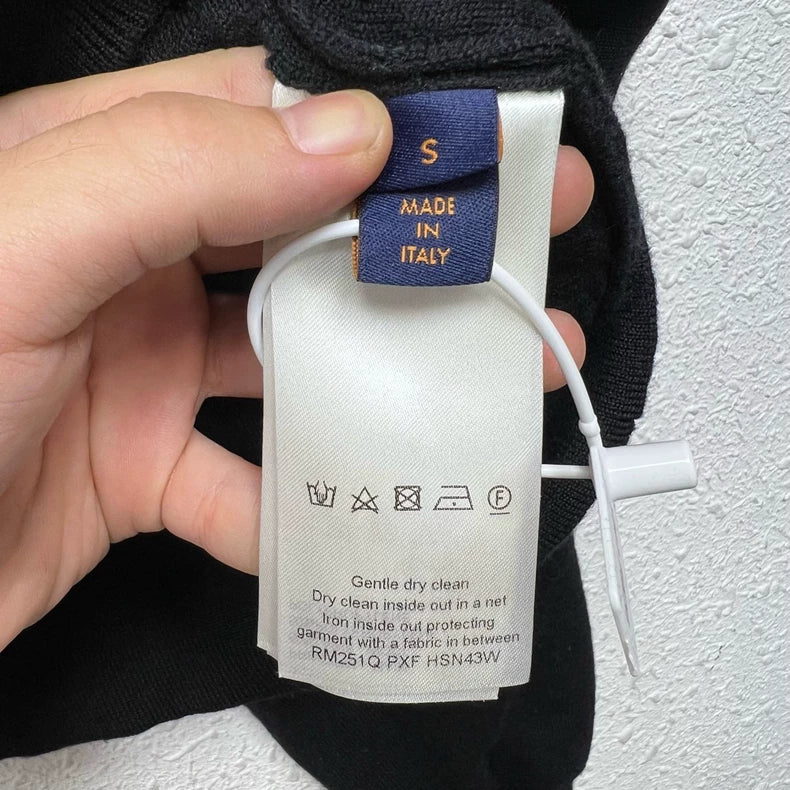 S
MADE
IN
ITALY
F
Gentle dry clean
Dry clean inside out in a net
Iron inside out protecting
garment with a fabric in between
RM251Q PXF HSN43W